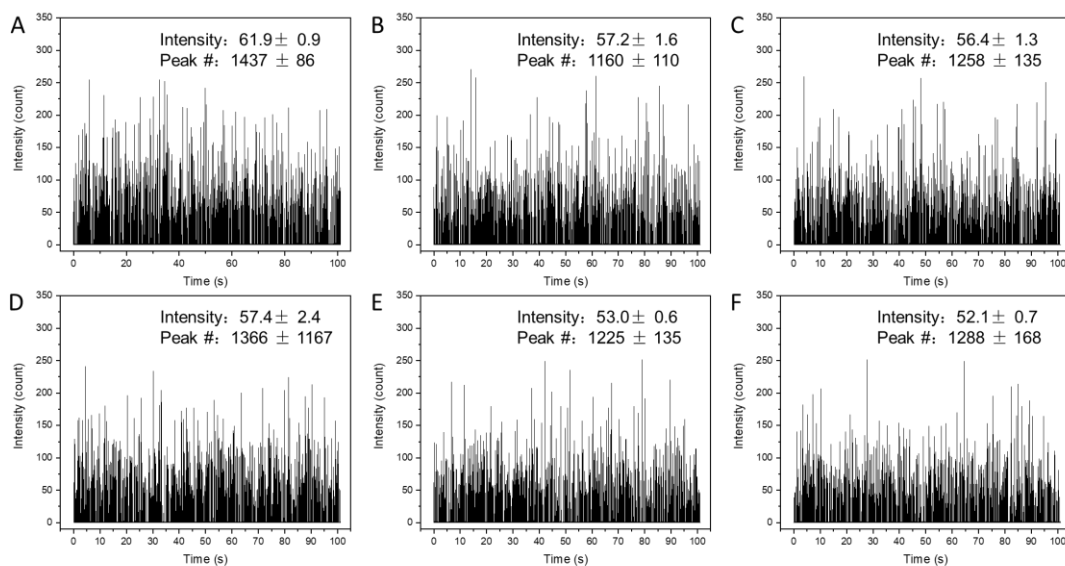 A
Intensity：61.9± 0.9
Peak #：1437 ± 86
350
300
250
200
150
100
50
0
Intensity (count)
0 20 40 60 80 100
Time (s)
B
Intensity：57.2± 1.6
Peak #：1160 ± 110
350
300
250
200
150
100
50
0
Intensity (count)
0 10 20 30 40 50 60 70 80 90 100
Time (s)
C
Intensity：56.4± 1.3
Peak #：1258 ± 135
350
300
250
200
150
100
50
0
Intensity (count)
0 10 20 30 40 50 60 70 80 90 100
Time (s)
D
Intensity：57.4± 2.4
Peak #：1366 ± 1167
350
300
250
200
150
100
50
0
Intensity (count)
0 10 20 30 40 50 60 70 80 90 100
Time (s)
E
Intensity：53.0± 0.6
Peak #：1225 ± 135
350
300
250
200
150
100
50
0
Intensity (count)
0 10 20 30 40 50 60 70 80 90 100
Time (s)
F
Intensity：52.1± 0.7
Peak #：1288 ± 168
350
300
250
200
150
100
50
0
Intensity (count)
0 10 20 30 40 50 60 70 80 90 100
Time (s)